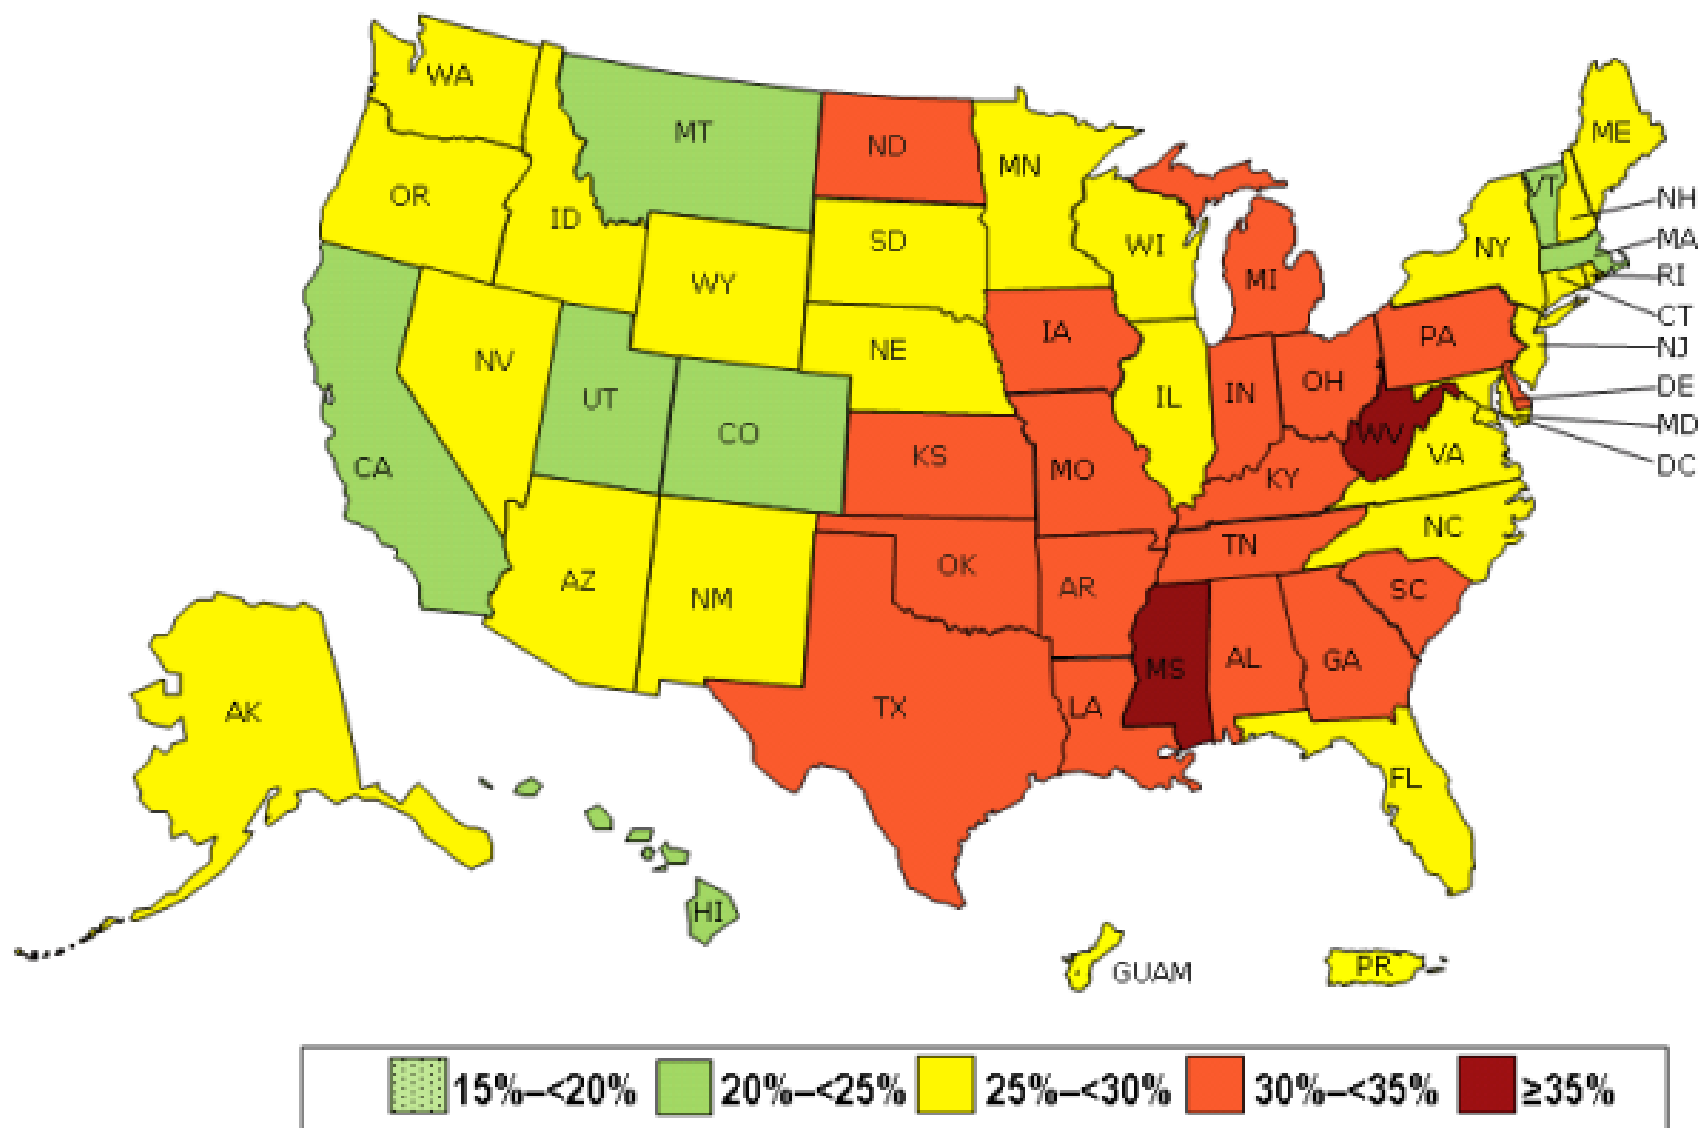 WA
MT
ND
MN
ME
OR
ID
VT
NH
SD
WI
NY
MA
WY
MI
RI
CT
NE
IA
PA
NJ
NV
UT
CO
IL
IN
OH
DE
MD
DC
CA
KS
MO
WV
VA
KY
NC
AZ
NM
OK
AR
TN
SC
TX
LA
MS
AL
GA
AK
FL
HI
GUAM
PR
15%–<20% 20%–<25% 25%–<30% 30%–<35% ≥35%